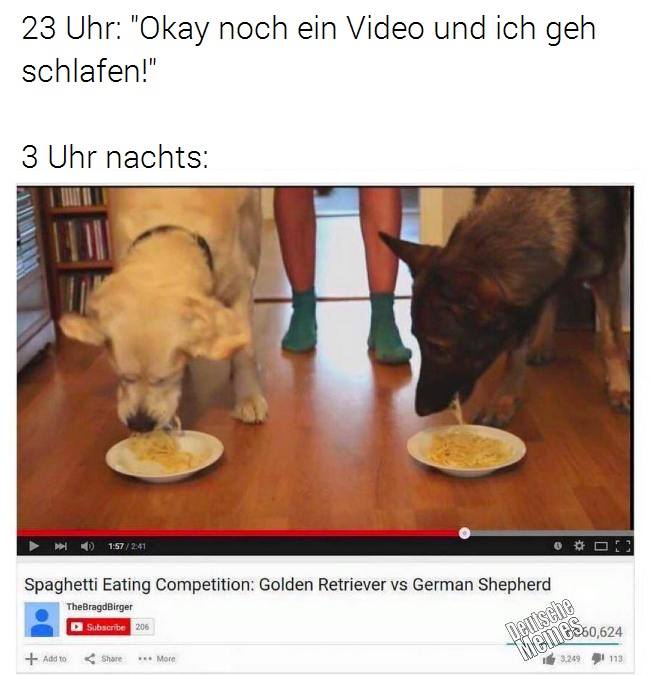 23 Uhr: "Okay noch ein Video und ich geh
schlafen!"
3 Uhr nachts:
1:57 / 2:41
Spaghetti Eating Competition: Golden Retriever vs German Shepherd
TheBragdBirger
Subscribe 206
Deutsche
Memes
60,624
Add to Share More
3,249 113